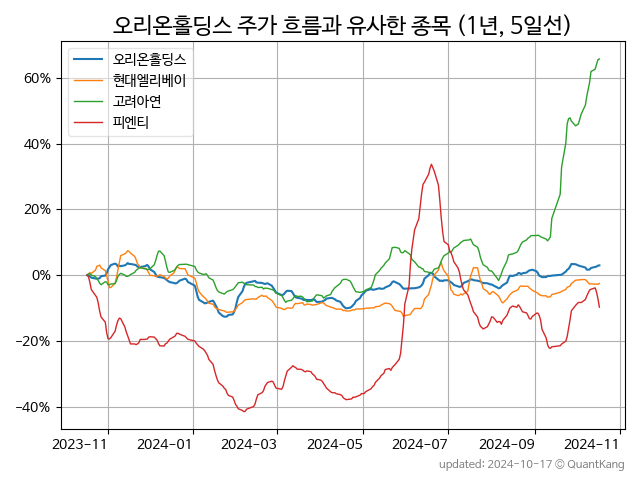 오리온홀딩스 주가 흐름과 유사한 종목 (1년, 5일선)
오리온홀딩스
현대엘리베이
고려아연
피엔티
60%
40%
20%
0%
−20%
−40%
2023-11 2024-01 2024-03 2024-05 2024-07 2024-09 2024-11
updated: 2024-10-17 © QuantKang